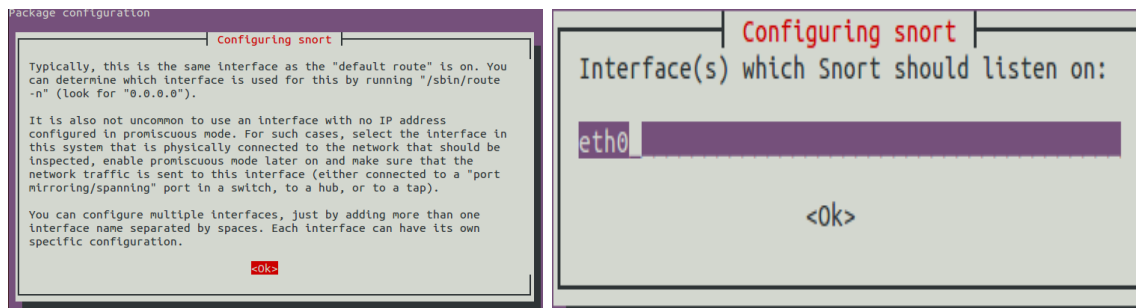 Package configuration
Configuring snort
Typically, this is the same interface as the "default route" is on. You
can determine which interface is used for this by running "/sbin/route
-n" (look for "0.0.0.0").
It is also not uncommon to use an interface with no IP address
configured in promiscuous mode. For such cases, select the interface in
this system that is physically connected to the network that should be
inspected, enable promiscuous mode later on and make sure that the
network traffic is sent to this interface (either connected to a "port
mirroring/spanning" port in a switch, to a hub, or to a tap).
You can configure multiple interfaces, just by adding more than one
interface name separated by spaces. Each interface can have its own
specific configuration.
<Ok>
Configuring snort
Interface(s) which Snort should listen on:
eth0
<Ok>